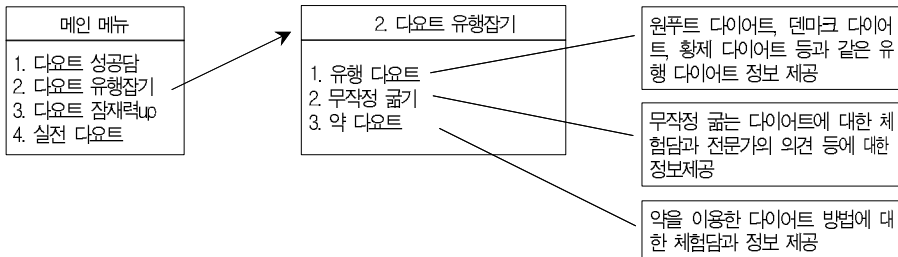 메인 메뉴
1. 다요트 성공담
2. 다요트 유행잡기
3. 다요트 잠재력up
4. 실전 다요트
2. 다요트 유행잡기
1. 유행 다요트
2. 무작정 굶기
3. 약 다요트
원푸트 다이어트, 덴마크 다이어
트, 황제 다이어트 등과 같은 유
행 다이어트 정보 제공
무작정 굶는 다이어트에 대한 체
험담과 전문가의 의견 등에 대한
정보제공
약을 이용한 다이어트 방법에 대
한 체험담과 정보 제공